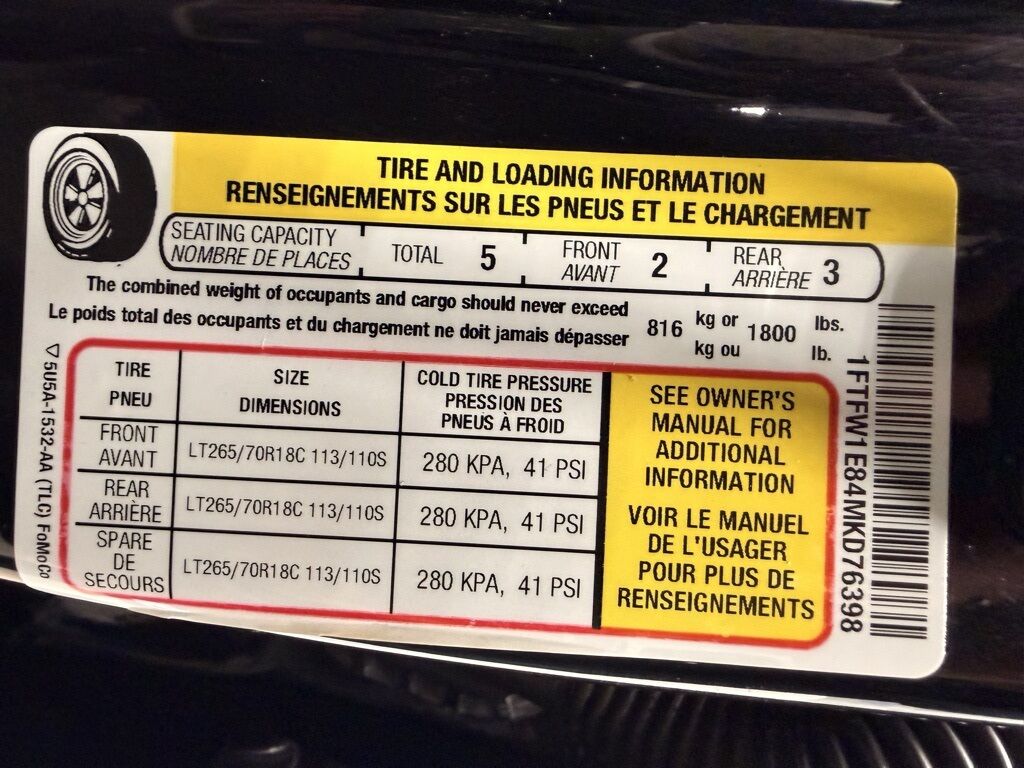 TIRE AND LOADING INFORMATION
RENSEIGNEMENTS SUR LES PNEUS ET LE CHARGEMENT
SEATING CAPACITY
NOMBRE DE PLACES
TOTAL 5
FRONT
AVANT 2
REAR
ARRIÈRE 3
The combined weight of occupants and cargo should never exceed
Le poids total des occupants et du chargement ne doit jamais dépasser
816 kg or 1800 lbs.
kg ou lb.
TIRE
PNEU
SIZE
DIMENSIONS
COLD TIRE PRESSURE
PRESSION DES
PNEUS À FROID
FRONT
AVANT
LT265/70R18C 113/110S
280 KPA, 41 PSI
REAR
ARRIÈRE
LT265/70R18C 113/110S
280 KPA, 41 PSI
SPARE
DE
SECOURS
LT265/70R18C 113/110S
280 KPA, 41 PSI
SEE OWNER'S
MANUAL FOR
ADDITIONAL
INFORMATION
VOIR LE MANUEL
DE L'USAGER
POUR PLUS DE
RENSEIGNEMENTS
1FTFW1E84MKD76398
5U5A-1532-AA (TLC) FoMoCo